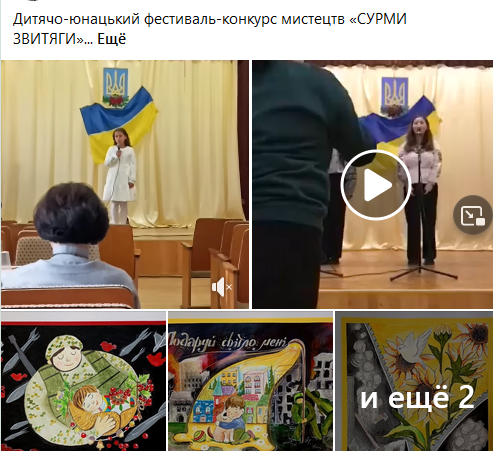 Дитячо-юнацький фестиваль-конкурс мистецтв «СУРМИ
ЗВИТЯГИ»... Ещё
Подаруй світло мені
и ещё 2